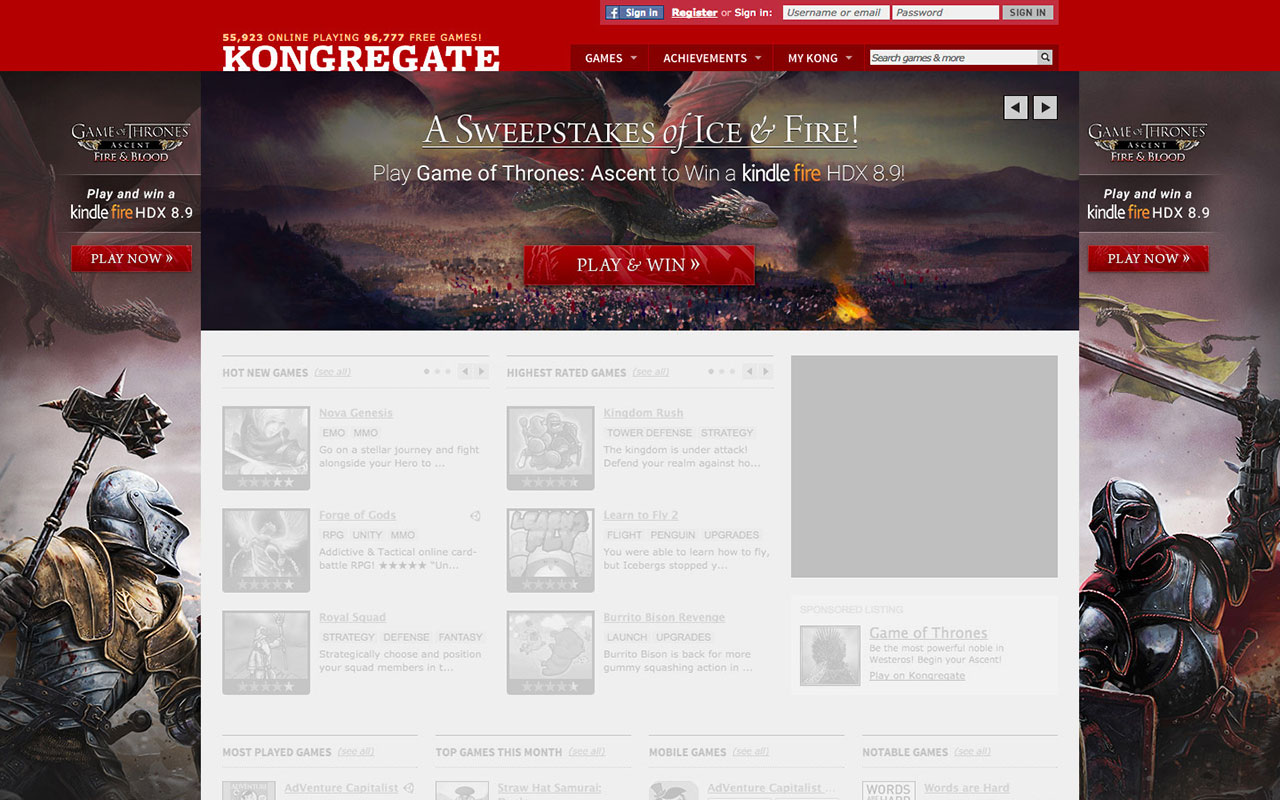 Sign In
Register or Sign in:
Username or email
Password
SIGN IN
55,923 ONLINE PLAYING 96,777 FREE GAMES!
KONGREGATE
GAMES
ACHIEVEMENTS
MY KONG
Search games & more
GAME OF THRONES
ASCENT
FIRE & BLOOD
Play and win a
kindle fire HDX 8.9
PLAY NOW »
A SWEEPSTAKES of ICE & FIRE!
Play Game of Thrones: Ascent to Win a kindle fire HDX 8.9!
PLAY & WIN »
GAME OF THRONES
ASCENT
FIRE & BLOOD
Play and win a
kindle fire HDX 8.9
PLAY NOW »
HOT NEW GAMES (see all)
Nova Genesis
EMO MMO
Go on a stellar journey and fight
alongside your Hero to ...
Forge of Gods
RPG UNITY MMO
Addictive & Tactical online card-
battle RPG! ★★★★★ “Un...
Royal Squad
STRATEGY DEFENSE FANTASY
Strategically choose and position
your squad members in t...
HIGHEST RATED GAMES (see all)
Kingdom Rush
TOWER DEFENSE STRATEGY
The kingdom is under attack!
Defend your realm against ho...
LEARN TO FLY
Learn to Fly 2
FLIGHT PENGUIN UPGRADES
You were able to learn how to fly,
but Icebergs stopped y...
Burrito Bison Revenge
LAUNCH UPGRADES
Burrito Bison is back for more
gummy squashing action in ...
SPONSORED LISTING
Game of Thrones
Be the most powerful noble in
Westeros! Begin your Ascent!
Play on Kongregate
MOST PLAYED GAMES (see all)
ADVENTURE
AdVenture Capitalist
TOP GAMES THIS MONTH (see all)
Straw Hat Samurai:
MOBILE GAMES (see all)
AdVenture Capitalist ...
NOTABLE GAMES (see all)
WORDS
Words are Hard